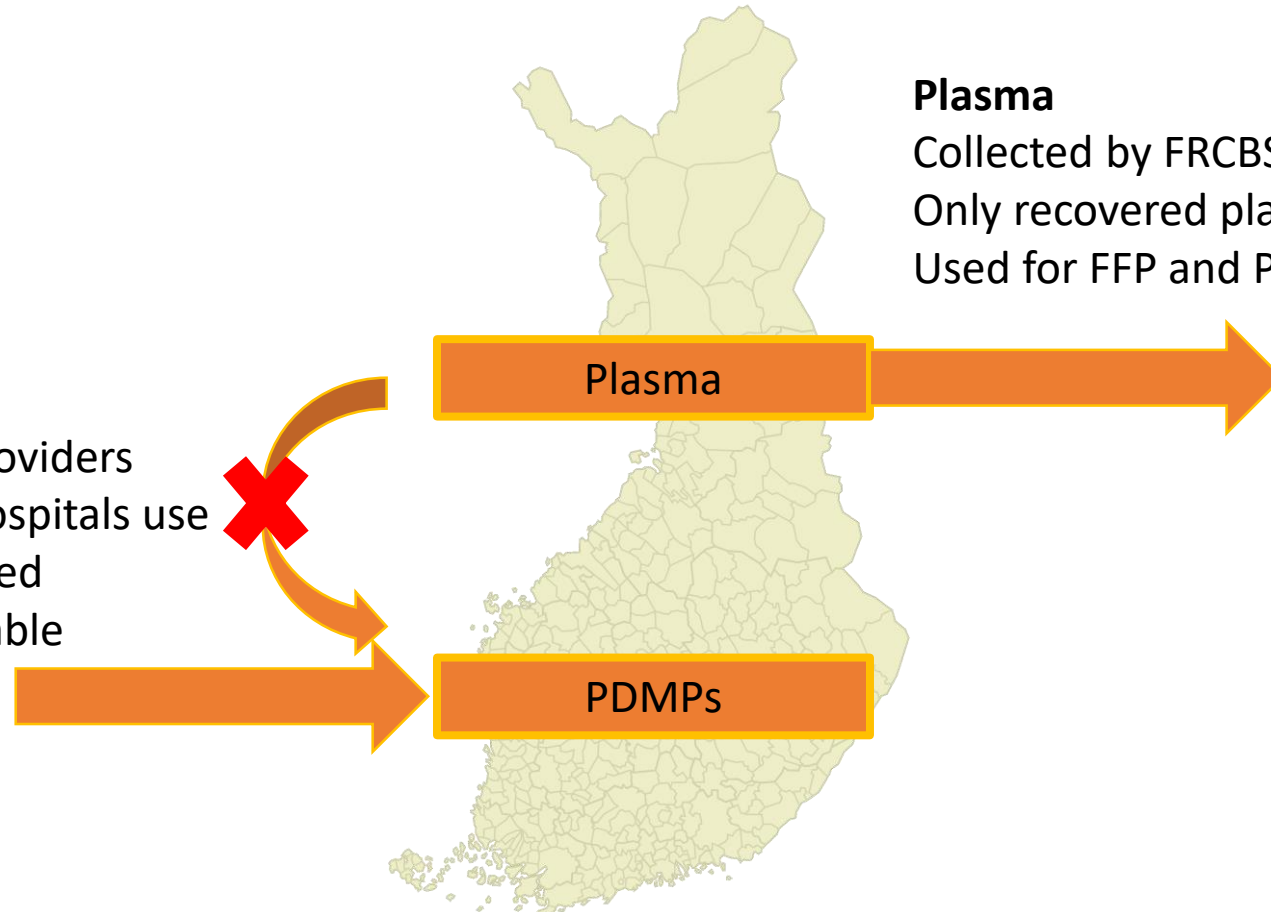 Plasma
Collected by FRCBS
Only recovered pla
Used for FFP and P
Plasma
oviders
ospitals use
ed
able
PDMPs